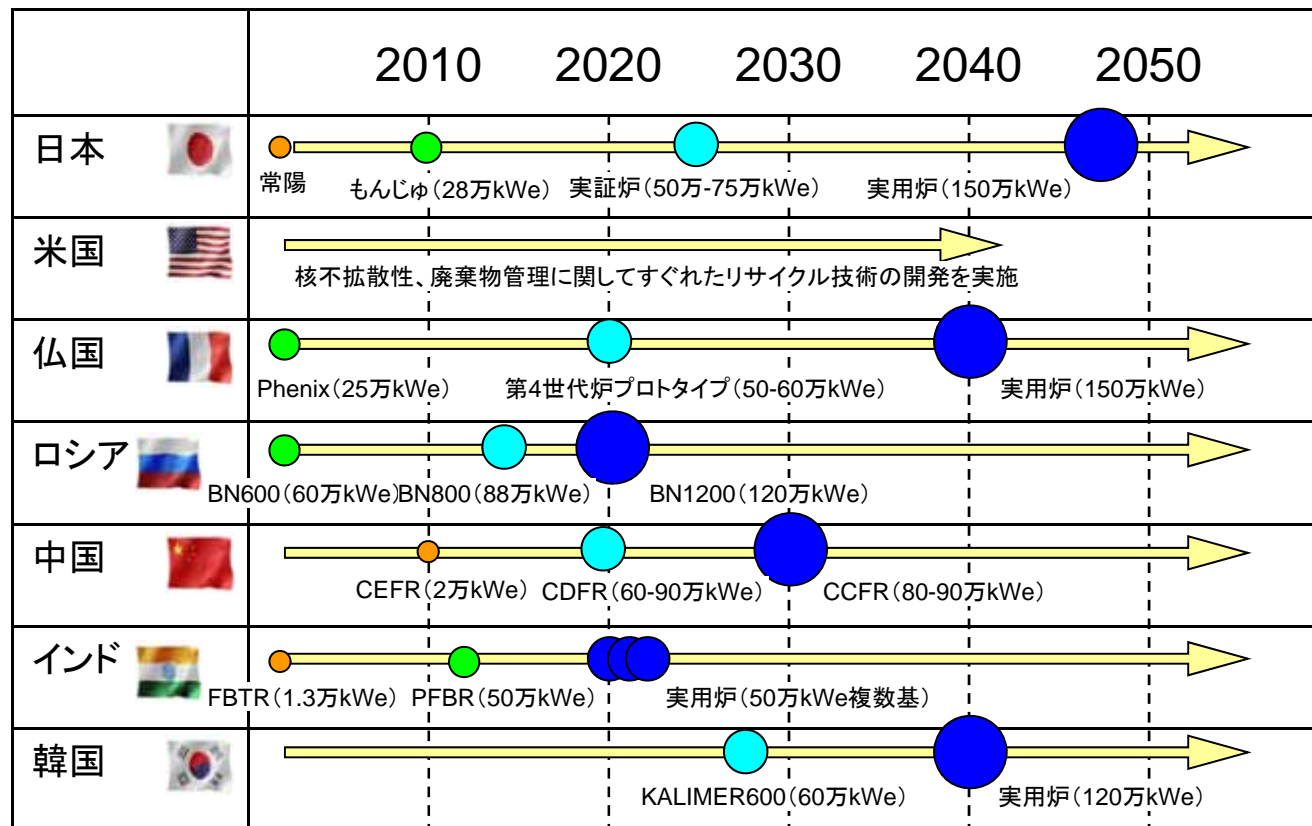 2010 2020 2030 2040 2050
日本
常陽
もんじゅ(28万kWe)
実証炉(50万-75万kWe)
実用炉(150万kWe)
米国
核不拡散性、廃棄物管理に関してすぐれたリサイクル技術の開発を実施
仏国
Phenix(25万kWe)
第4世代炉プロトタイプ(50-60万kWe)
実用炉(150万kWe)
ロシア
BN600(60万kWe)
BN800(88万kWe)
BN1200(120万kWe)
中国
CEFR(2万kWe)
CDFR(60-90万kWe)
CCFR(80-90万kWe)
インド
FBTR(1.3万kWe)
PFBR(50万kWe)
実用炉(50万kWe複数基)
韓国
KALIMER600(60万kWe)
実用炉(120万kWe)